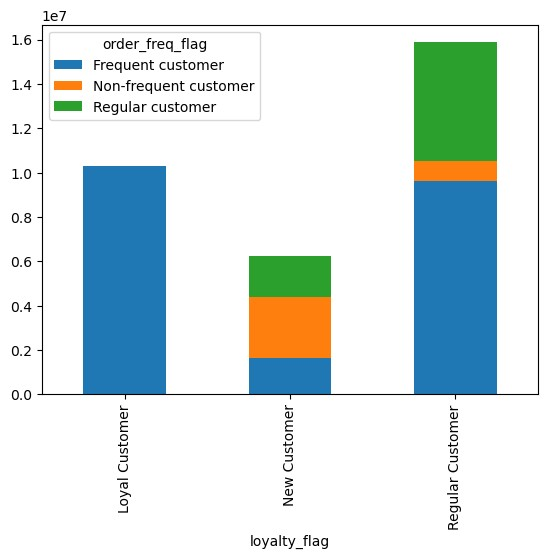 1e7
order_freq_flag
Frequent customer
Non-frequent customer
Regular customer
1.6
1.4
1.2
1.0
0.8
0.6
0.4
0.2
0.0
Loyal Customer
New Customer
Regular Customer
loyalty_flag